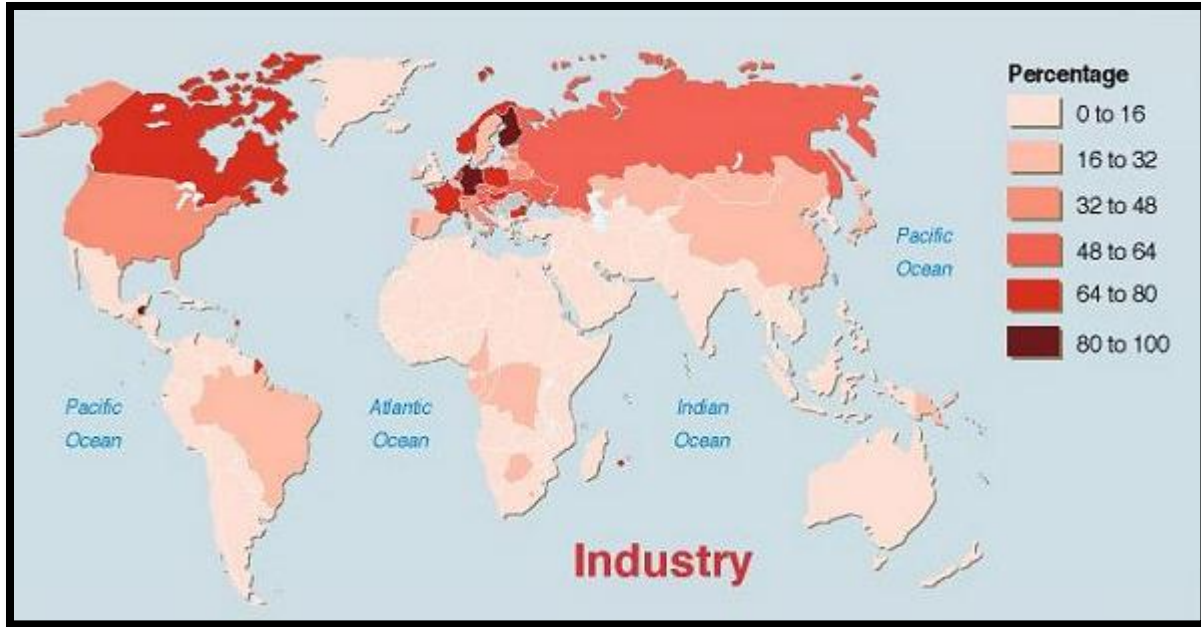 Percentage
0 to 16
16 to 32
32 to 48
48 to 64
64 to 80
80 to 100
Pacific
Ocean
Pacific
Ocean
Atlantic
Ocean
Indian
Ocean
Industry